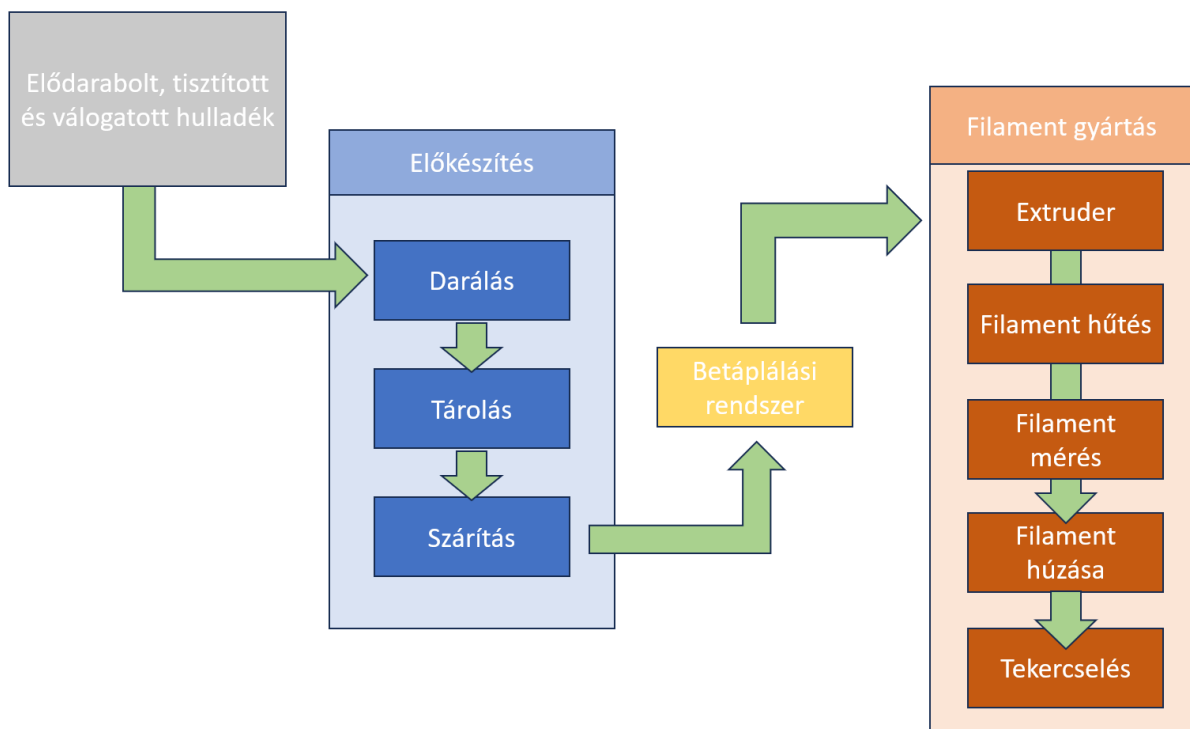 Elődarabolt, tisztított
és válogatott hulladék
Előkészítés
Darálás
Tárolás
Szárítás
Betáplálási
rendszer
Filament gyártás
Extruder
Filament hűtés
Filament
mérés
Filament
húzása
Tekercselés